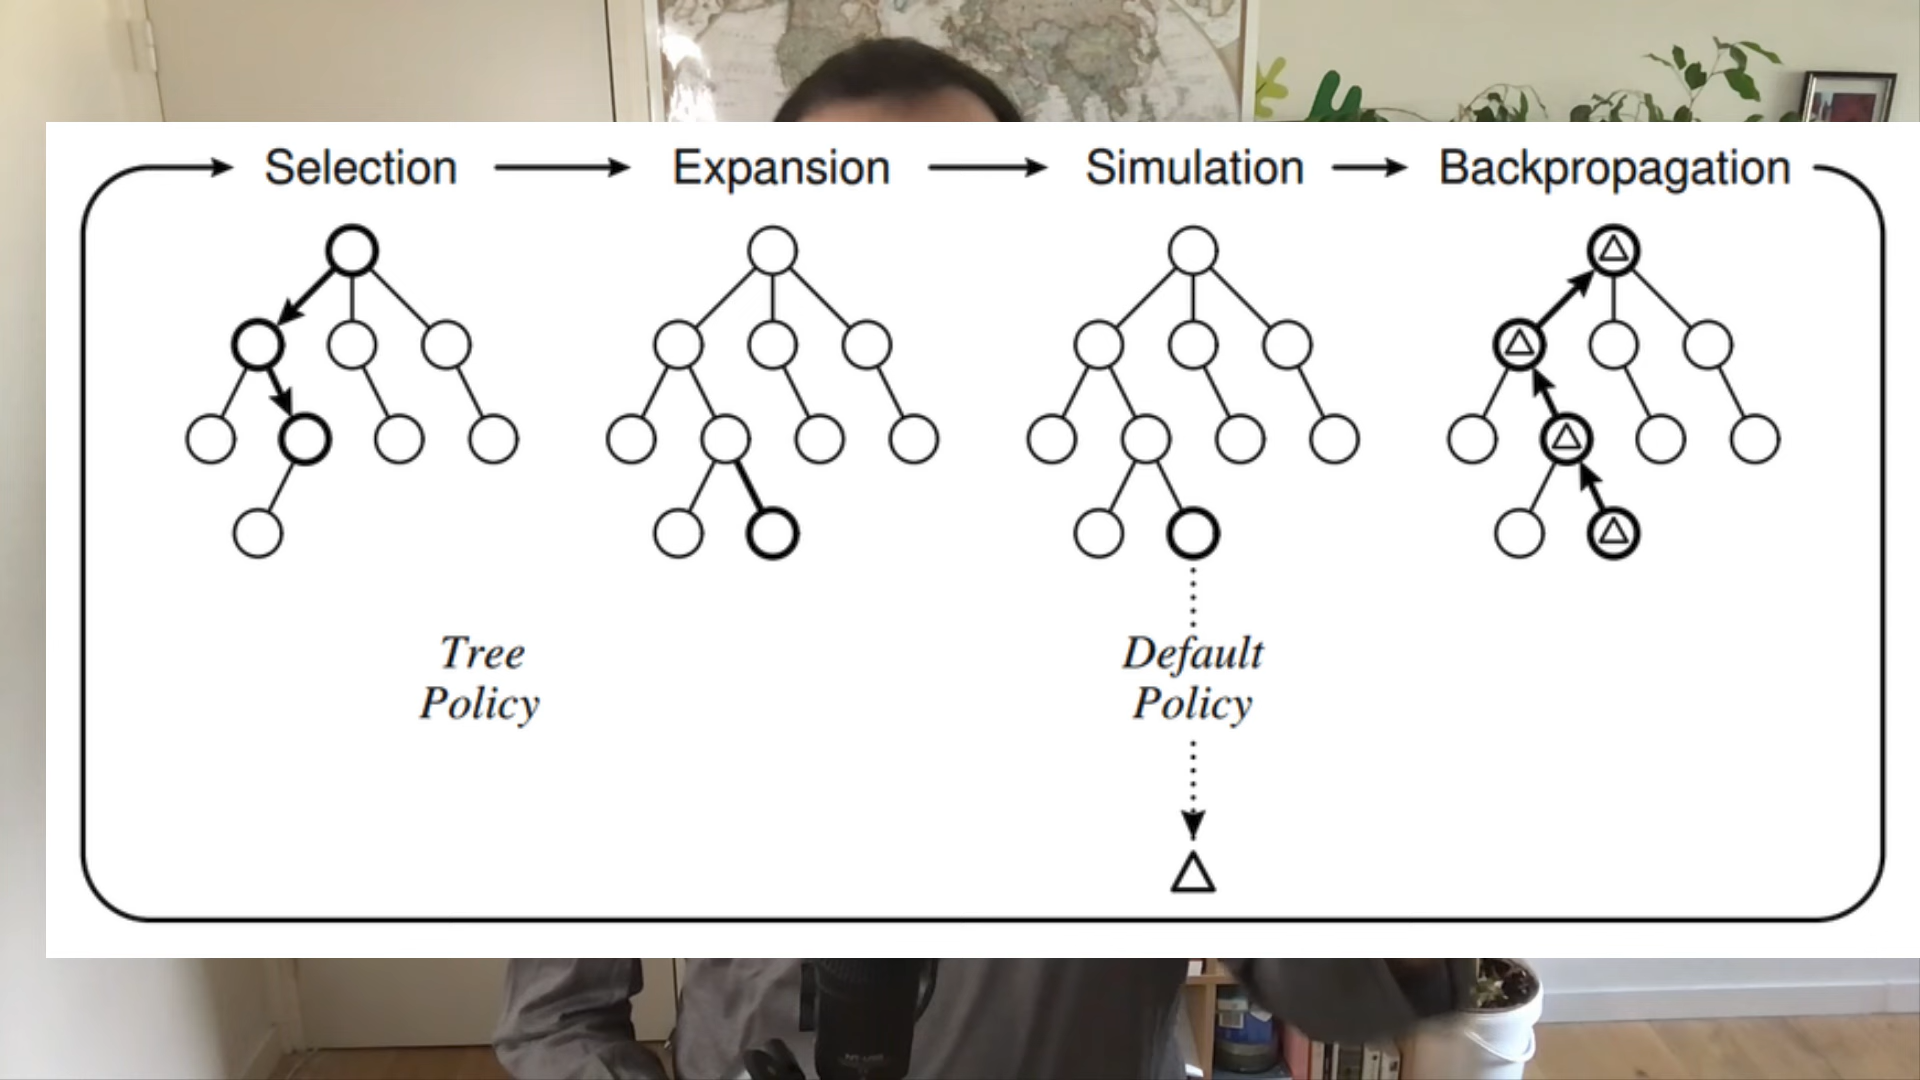 Selection
Expansion
Simulation
Backpropagation
Tree
Policy
Default
Policy